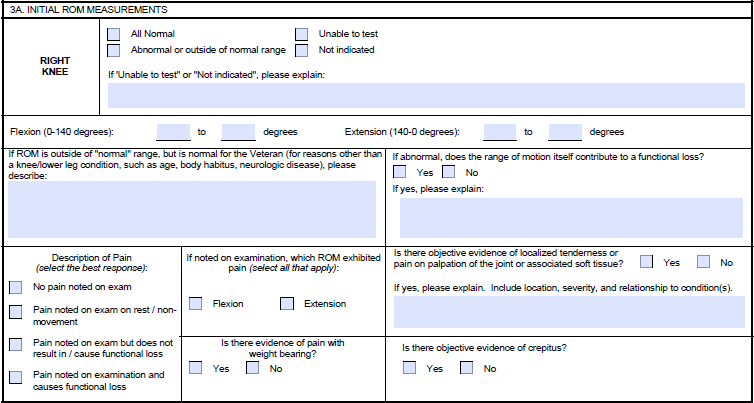 3A. INITIAL ROM MEASUREMENTS
RIGHT
KNEE
All Normal
Unable to test
Abnormal or outside of normal range
Not indicated
If "Unable to test" or "Not indicated", please explain:
Flexion (0-140 degrees): to degrees Extension (140-0 degrees): to degrees
If ROM is outside of "normal" range, but is normal for the Veteran (for reasons other than
a knee/lower leg condition, such as age, body habitus, neurologic disease), please
describe:
If abnormal, does the range of motion itself contribute to a functional loss?
Yes No
If yes, please explain:
Description of Pain
(select the best response):
No pain noted on exam
Pain noted on exam on rest / non-
movement
Pain noted on exam but does not
result in / cause functional loss
Pain noted on examination and
causes functional loss
If noted on examination, which ROM exhibited
pain (select all that apply):
Flexion Extension
Is there evidence of pain with
weight bearing?
Yes No
Is there objective evidence of localized tenderness or
pain on palpation of the joint or associated soft tissue? Yes No
If yes, please explain. Include location, severity, and relationship to condition(s).
Is there objective evidence of crepitus?
Yes No